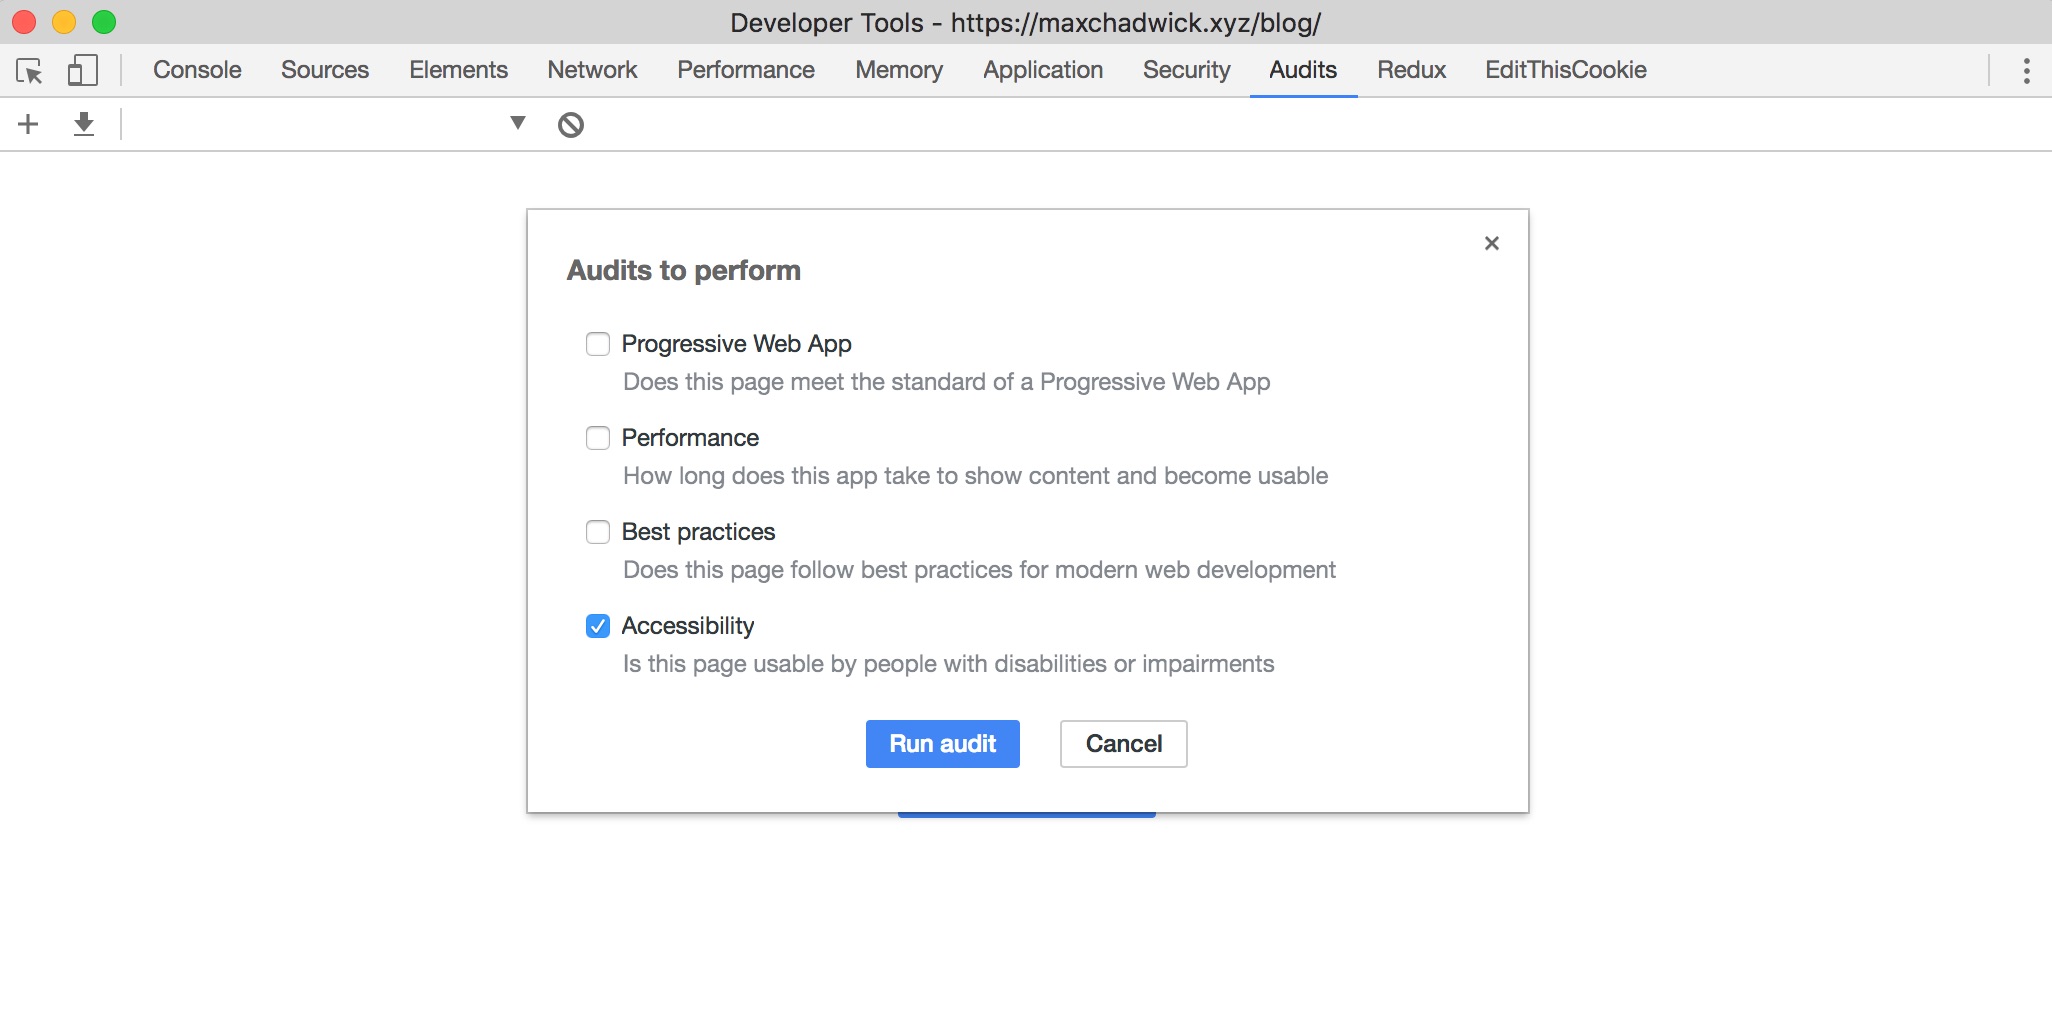 Developer Tools - https://maxchadwick.xyz/blog/
Console Sources Elements Network Performance Memory Application Security Audits Redux EditThisCookie
Audits to perform
Progressive Web App
Does this page meet the standard of a Progressive Web App
Performance
How long does this app take to show content and become usable
Best practices
Does this page follow best practices for modern web development
Accessibility
Is this page usable by people with disabilities or impairments
Run audit Cancel